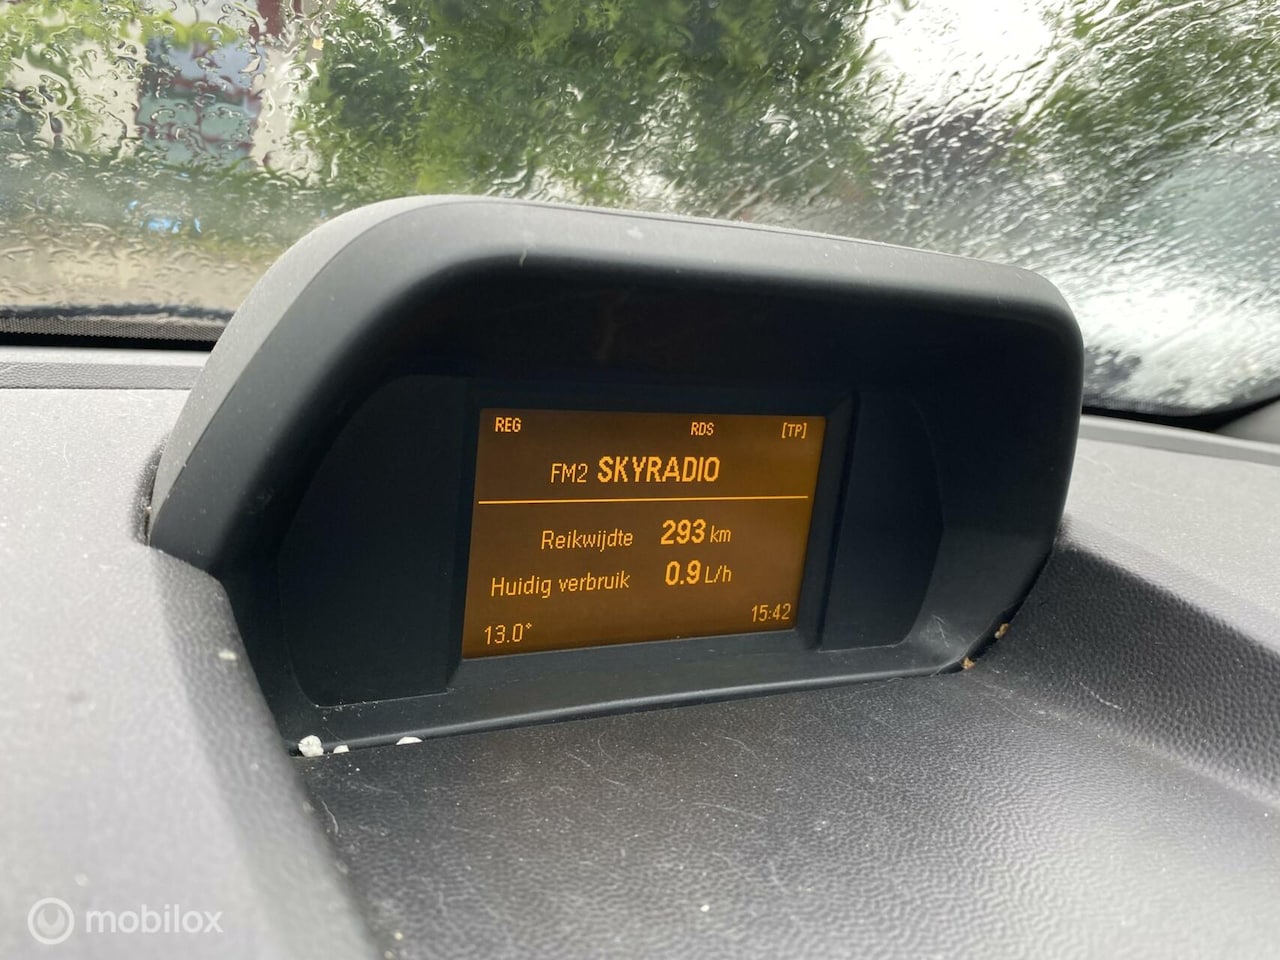 REG RDS [TP]
FM2 SKYRADIO
Reikwijdte 293 km
Huidig verbruik 0.9 L/h
13.0° 15:42
mobilox